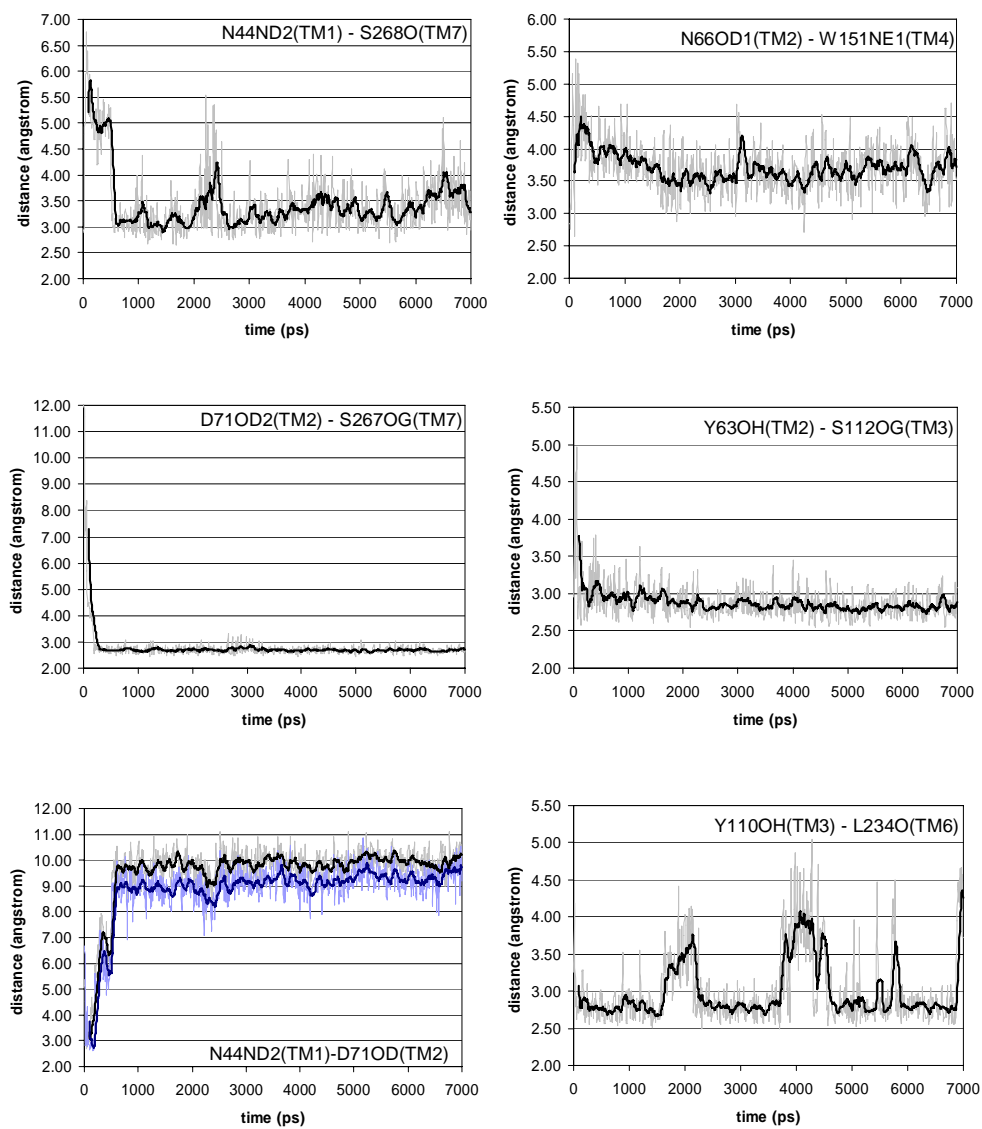 N44ND2(TM1) - S268O(TM7)
distance (angstrom)
7.00
6.50
6.00
5.50
5.00
4.50
4.00
3.50
3.00
2.50
2.00
0 1000 2000 3000 4000 5000 6000 7000
time (ps)
N66OD1(TM2) - W151NE1(TM4)
distance (angstrom)
6.00
5.50
5.00
4.50
4.00
3.50
3.00
2.50
2.00
0 1000 2000 3000 4000 5000 6000 7000
time (ps)
D71OD2(TM2) - S267OG(TM7)
distance (angstrom)
12.00
11.00
10.00
9.00
8.00
7.00
6.00
5.00
4.00
3.00
2.00
0 1000 2000 3000 4000 5000 6000 7000
time (ps)
Y63OH(TM2) - S112OG(TM3)
distance (angstrom)
5.50
5.00
4.50
4.00
3.50
3.00
2.50
2.00
0 1000 2000 3000 4000 5000 6000 7000
time (ps)
distance (angstrom)
12.00
11.00
10.00
9.00
8.00
7.00
6.00
5.00
4.00
3.00
2.00
N44ND2(TM1)-D71OD(TM2)
0 1000 2000 3000 4000 5000 6000 7000
time (ps)
Y110OH(TM3) - L234O(TM6)
distance (angstrom)
5.50
5.00
4.50
4.00
3.50
3.00
2.50
2.00
0 1000 2000 3000 4000 5000 6000 7000
time (ps)